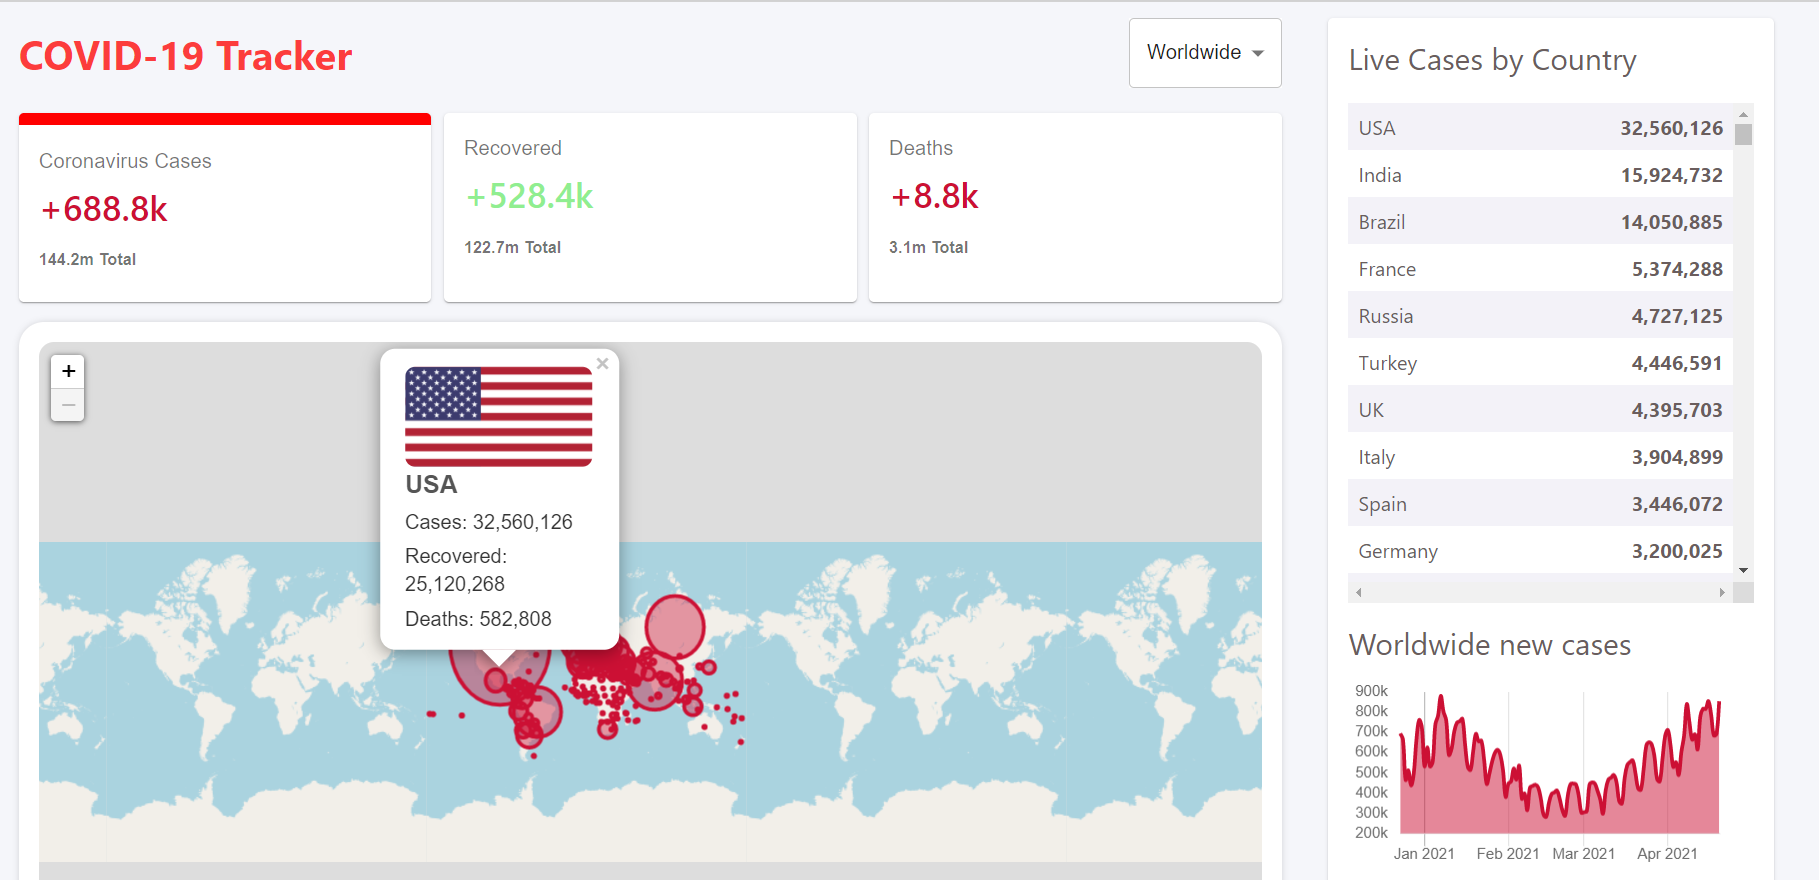 COVID-19 Tracker
Worldwide
Coronavirus Cases
+688.8k
144.2m Total
Recovered
+528.4k
122.7m Total
Deaths
+8.8k
3.1m Total
+
−
×
USA
Cases: 32,560,126
Recovered:
25,120,268
Deaths: 582,808
Live Cases by Country
USA 32,560,126
India 15,924,732
Brazil 14,050,885
France 5,374,288
Russia 4,727,125
Turkey 4,446,591
UK 4,395,703
Italy 3,904,899
Spain 3,446,072
Germany 3,200,025
Worldwide new cases
900k
800k
700k
600k
500k
400k
300k
200k
Jan 2021 Feb 2021 Mar 2021 Apr 2021